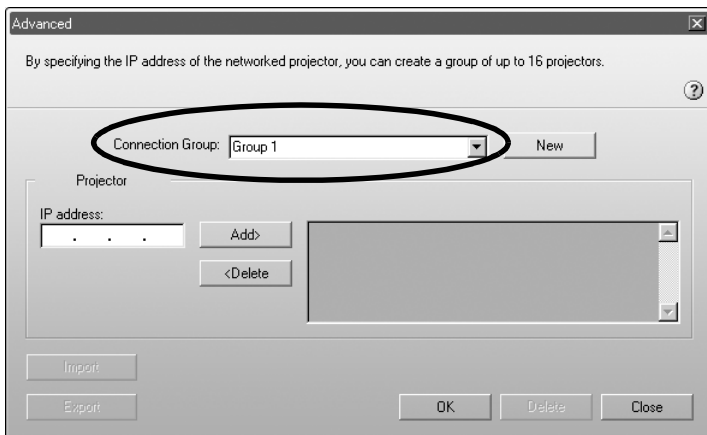 Advanced
By specifying the IP address of the networked projector, you can create a group of up to 16 projectors.
Connection Group: Group 1 New
Projector
IP address:
. . .
Add>
<Delete
Import
Export OK Delete Close